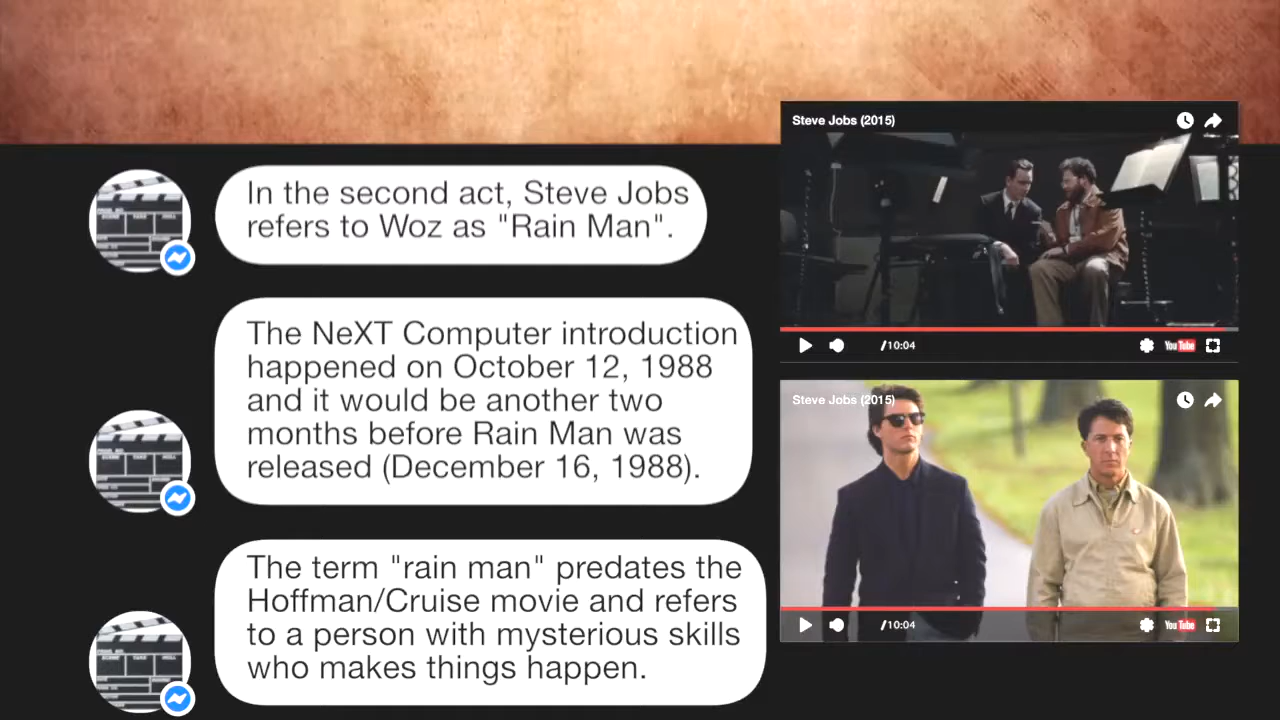 In the second act, Steve Jobs
refers to Woz as "Rain Man".
The NeXT Computer introduction
happened on October 12, 1988
and it would be another two
months before Rain Man was
released (December 16, 1988).
The term "rain man" predates the
Hoffman/Cruise movie and refers
to a person with mysterious skills
who makes things happen.
Steve Jobs (2015)
/10:04
YouTube
Steve Jobs (2015)
/10:04
YouTube